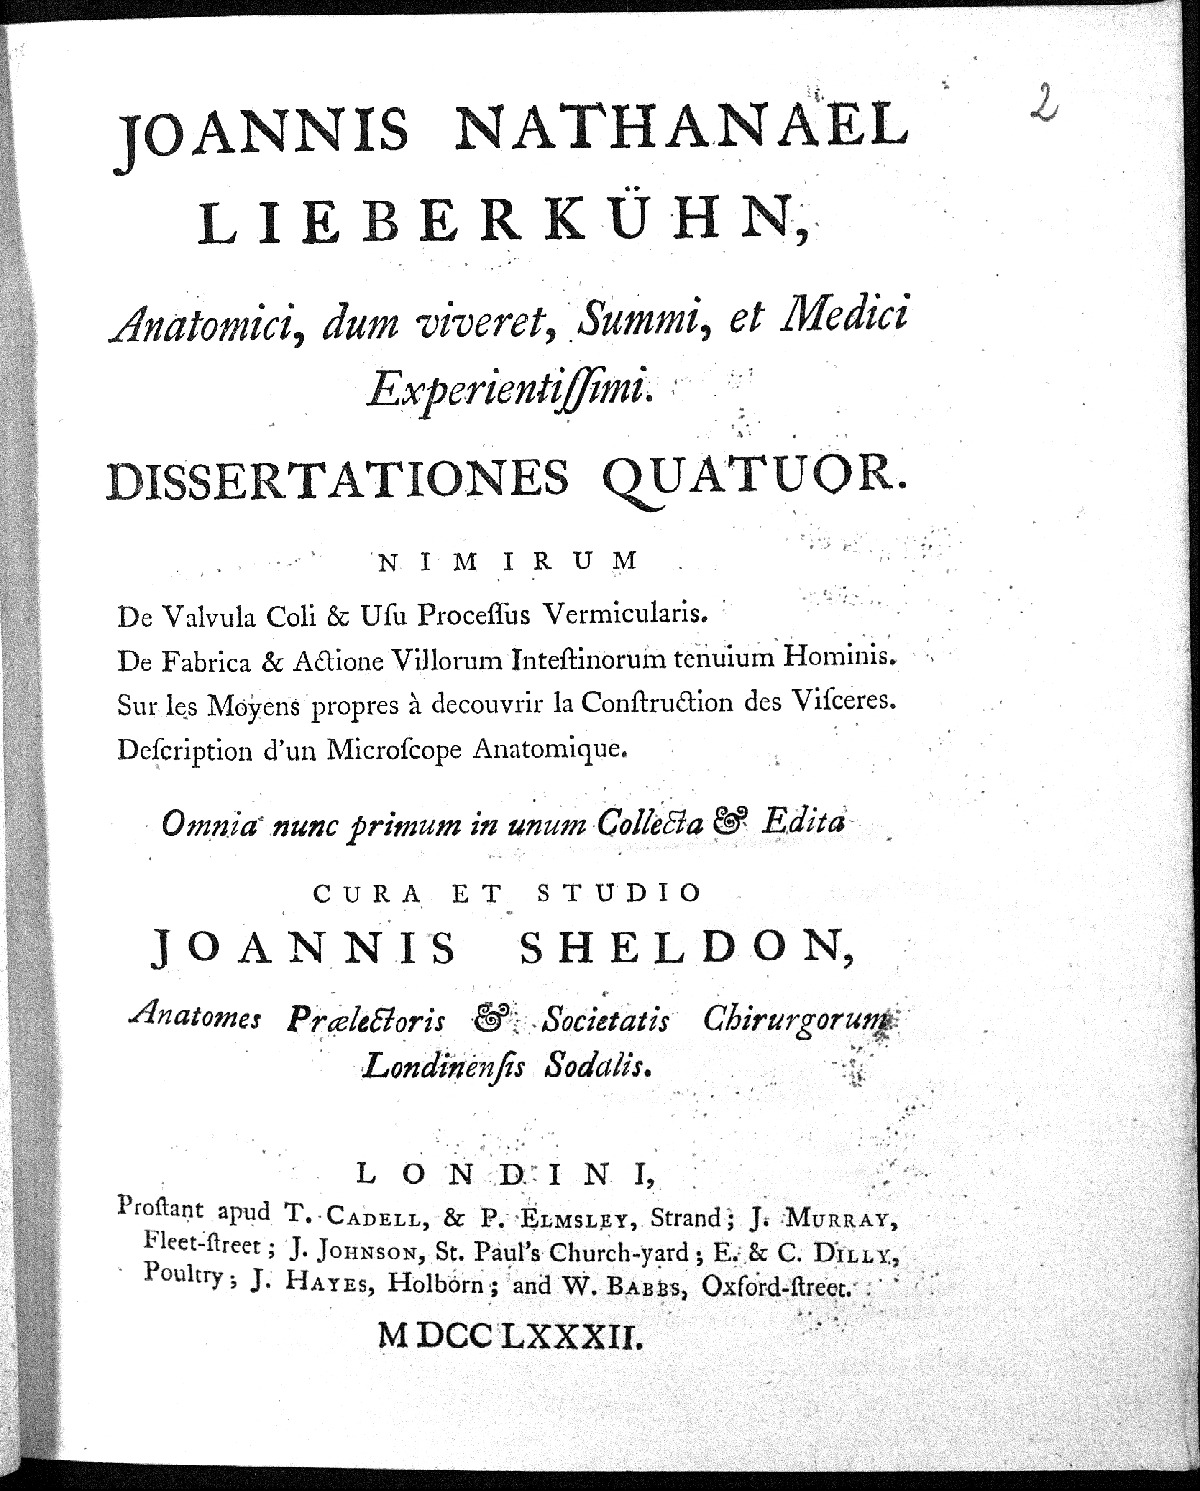 2
JOANNIS NATHANAEL
LIEBERKÜHN,
Anatomici, dum viveret, Summi, et Medici
Experientiſſimi.
DISSERTATIONES QUATUOR.
NIMIRUM
De Valvula Coli & Uſu Proceſſus Vermicularis.
De Fabrica & Actione Villorum Inteſtinorum tenuium Hominis.
Sur les Moyens propres à decouvrir la Conſtruction des Viſceres.
Deſcription d'un Microſcope Anatomique.
Omnia nunc primum in unum Collecta & Edita
CURA ET STUDIO
JOANNIS SHELDON,
Anatomes Prælectoris & Societatis Chirurgorum
Londinenſis Sodalis.
LONDINI,
Proſtant apud T. CADELL, & P. ELMSLEY, Strand; J. MURRAY,
Fleet-ſtreet; J. JOHNSON, St. Paul's Church-yard; E. & C. DILLY,
Poultry; J. HAYES, Holborn; and W. BABBS, Oxford-ſtreet.
MDCCLXXXII.